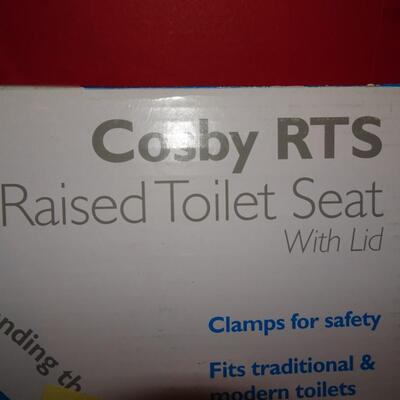 Cosby RTS
Raised Toilet Seat
With Lid
Clamps for safety
Fits traditional &
modern toilets